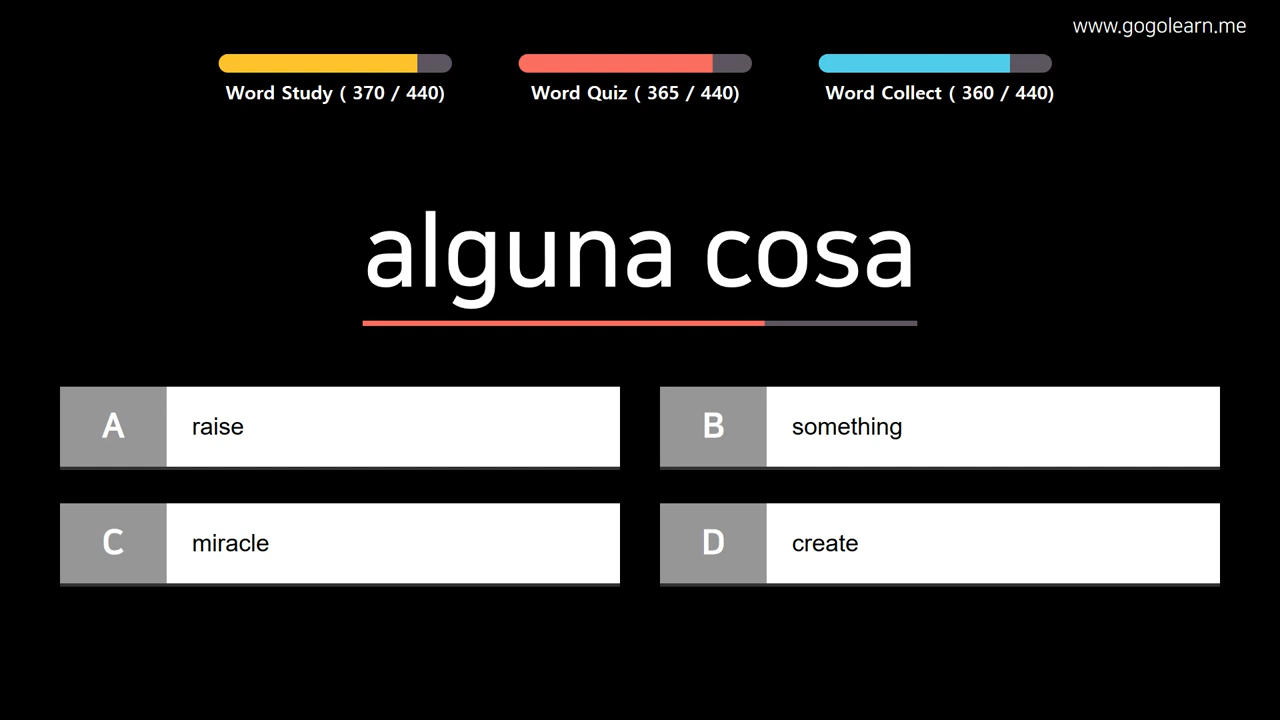 www.gogolearn.me
Word Study ( 370 / 440)
Word Quiz ( 365 / 440)
Word Collect ( 360 / 440)
alguna cosa
A raise
B something
C miracle
D create